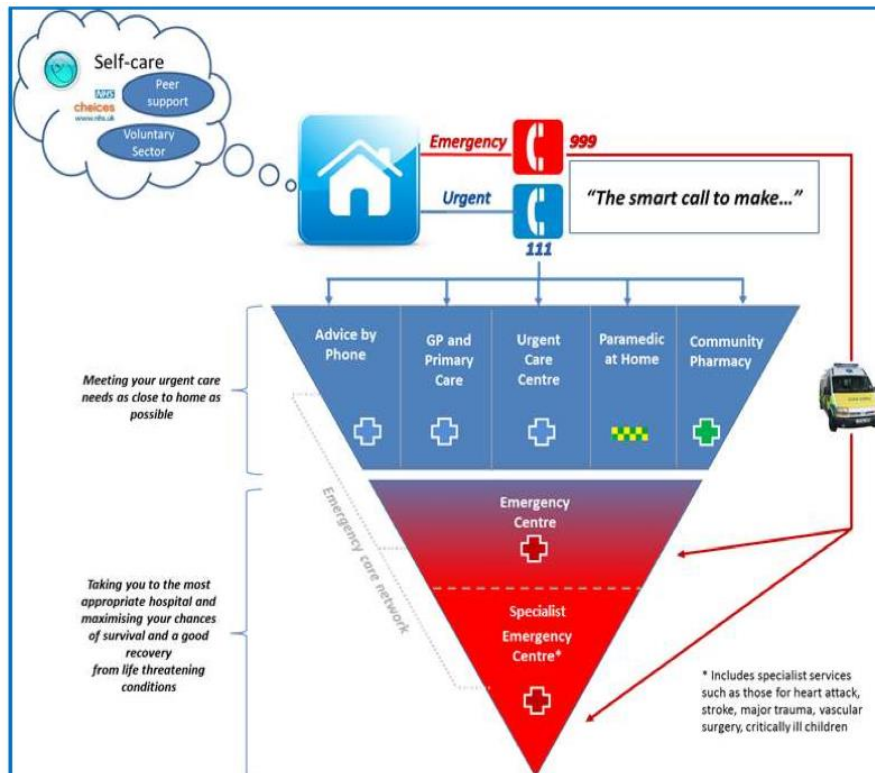 Self-care
Peer
support
NHS
choices
www.nhs.uk
Voluntary
Sector
Emergency
999
Urgent
111
"The smart call to make…"
Advice by
Phone
GP and
Primary
Care
Urgent
Care
Centre
Paramedic
at Home
Community
Pharmacy
Meeting your urgent care
needs as close to home as
possible
Emergency care network
Emergency
Centre
Taking you to the most
appropriate hospital and
maximising your chances
of survival and a good
recovery
from life threatening
conditions
Specialist
Emergency
Centre*
* Includes specialist services
such as those for heart attack,
stroke, major trauma, vascular
surgery, critically ill children